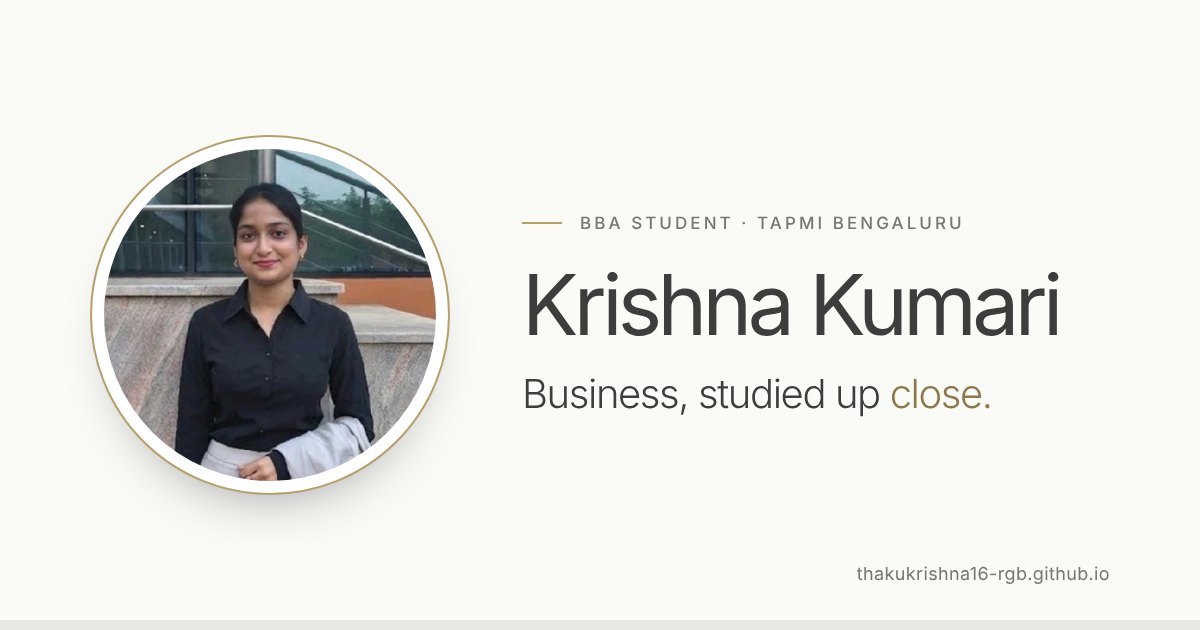 BBA STUDENT · TAPMI BENGALURU
Krishna Kumari
Business, studied up close.
thakukrishna16-rgb.github.io